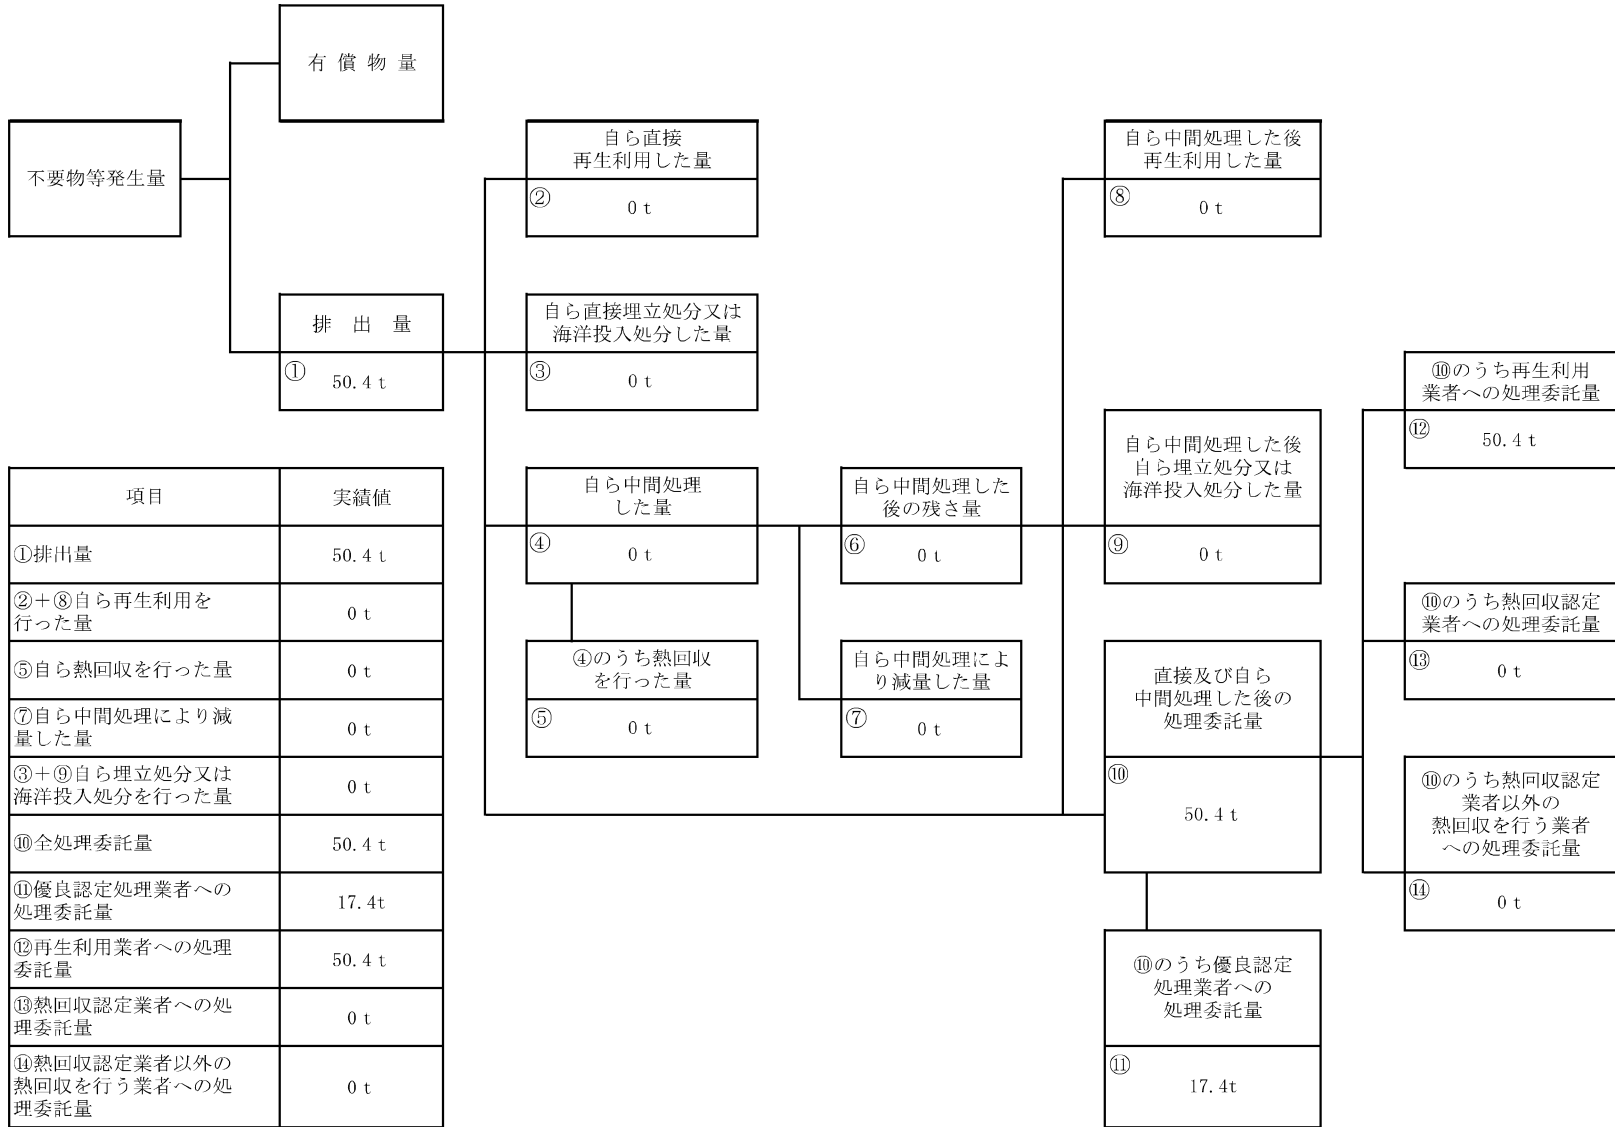 有 償 物 量
不要物等発生量
自ら直接
再生利用した量
② 0 t
自ら中間処理した後
再生利用した量
⑧ 0 t
排 出 量
① 50.4 t
自ら直接埋立処分又は
海洋投入処分した量
③ 0 t
⑩のうち再生利用
業者への処理委託量
⑫ 50.4 t
自ら中間処理した後
自ら埋立処分又は
海洋投入処分した量
⑨ 0 t
自ら中間処理
した量
④ 0 t
自ら中間処理した
後の残さ量
⑥ 0 t
⑩のうち熱回収認定
業者への処理委託量
⑬ 0 t
④のうち熱回収
を行った量
⑤ 0 t
自ら中間処理によ
り減量した量
⑦ 0 t
直接及び自ら
中間処理した後の
処理委託量
⑩ 50.4 t
⑩のうち熱回収認定
業者以外の
熱回収を行う業者
への処理委託量
⑭ 0 t
⑩のうち優良認定
処理業者への
処理委託量
⑪ 17.4t
項目 実績値
①排出量 50.4 t
②+⑧自ら再生利用を
行った量 0 t
⑤自ら熱回収を行った量 0 t
⑦自ら中間処理により減
量した量 0 t
③+⑨自ら埋立処分又は
海洋投入処分を行った量 0 t
⑩全処理委託量 50.4 t
⑪優良認定処理業者への
処理委託量 17.4t
⑫再生利用業者への処理
委託量 50.4 t
⑬熱回収認定業者への処
理委託量 0 t
⑭熱回収認定業者以外の
熱回収を行う業者への処
理委託量 0 t